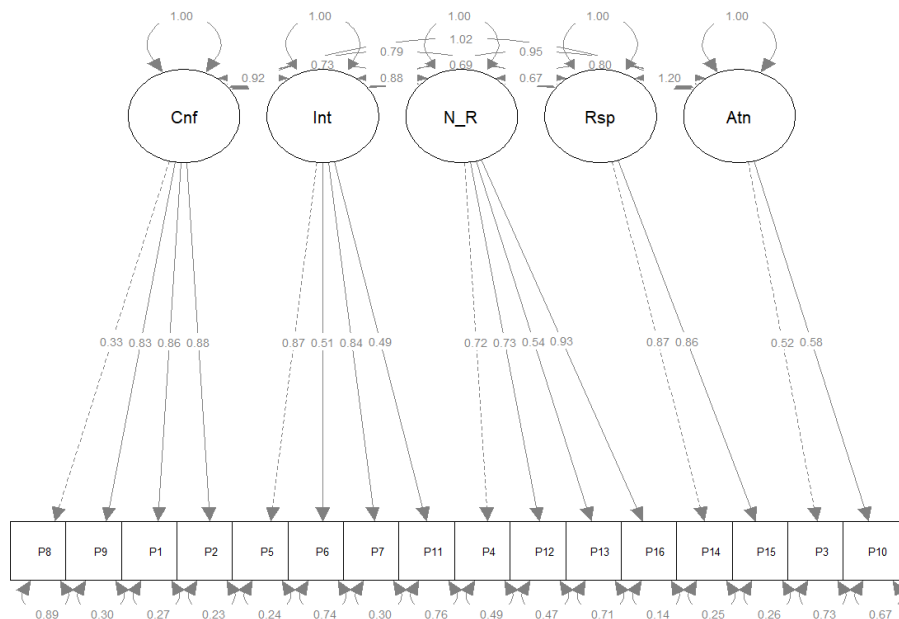 1.00 1.00 1.00 1.00 1.00
1.02
0.79 0.95
0.73 0.69 0.80
0.92 0.88 0.67 1.20
Cnf Int N_R Rsp Atn
0.33 0.83 0.86 0.88 0.87 0.51 0.84 0.49 0.72 0.73 0.54 0.93 0.87 0.86 0.52 0.58
P8 P9 P1 P2 P5 P6 P7 P11 P4 P12 P13 P16 P14 P15 P3 P10
0.89 0.30 0.27 0.23 0.24 0.74 0.30 0.76 0.49 0.47 0.71 0.14 0.25 0.26 0.73 0.67